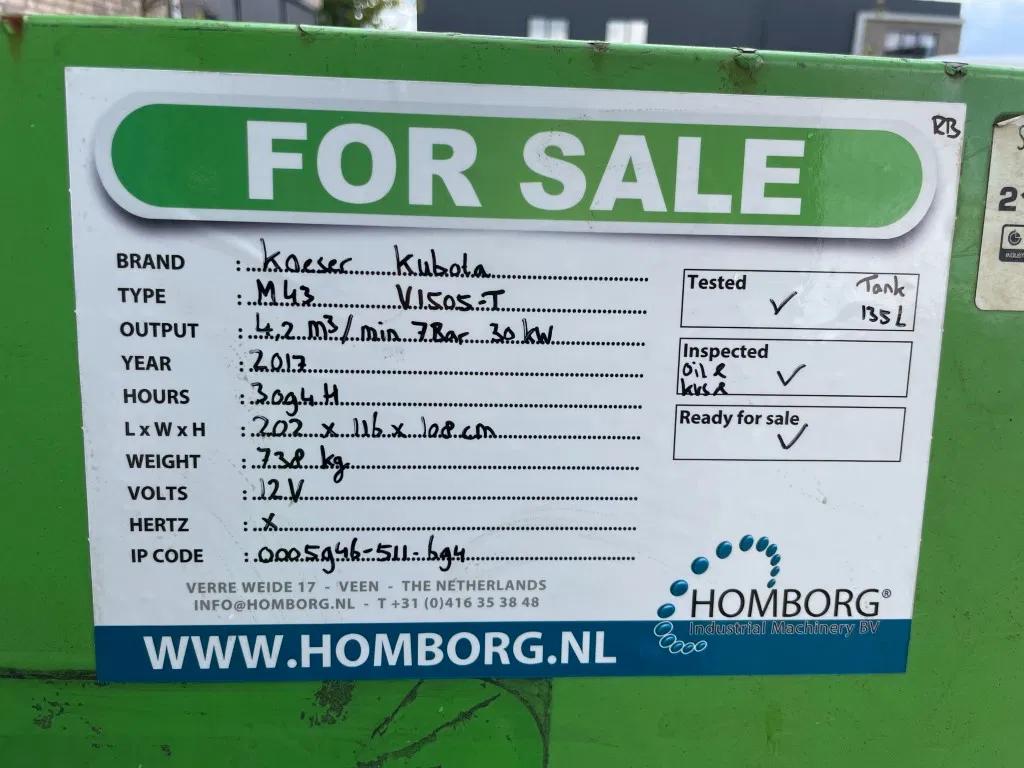 FOR SALE
RB
BRAND : Kaeser Kubota
TYPE : M43 V1505-T
OUTPUT : 4,2 m³/min 7Bar 30 kW
YEAR : 2017
HOURS : 3094 H
L x W x H : 202 x 116 x 108 cm
WEIGHT : 738 kg
VOLTS : 12 V
HERTZ : x
IP CODE : 0005946-511-694
Tested ✓ Tank
135 L
Inspected ✓
Oil &
Ready for sale ✓
VERRE WEIDE 17 - VEEN - THE NETHERLANDS
INFO@HOMBORG.NL - T +31 (0)416 35 38 48
WWW.HOMBORG.NL
HOMBORG®
Industrial Machinery BV